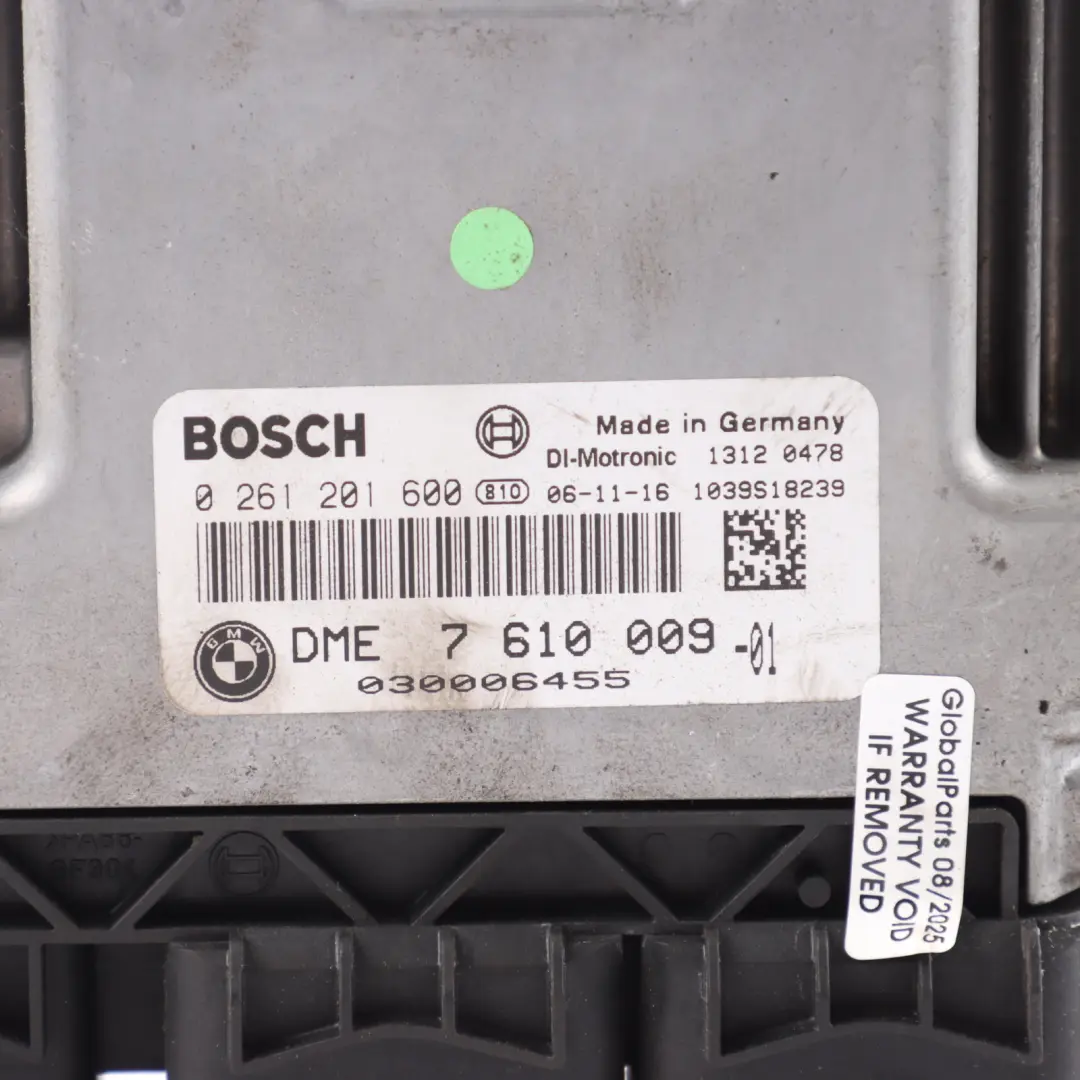 BOSCH
Made in Germany
DI-Motronic 1312 0478
0 261 201 600 810 06-11-16 1039S18239
BMW
DME 7 610 009 -01
030006455
GlobalParts 08/2025
WARRANTY VOID
IF REMOVED